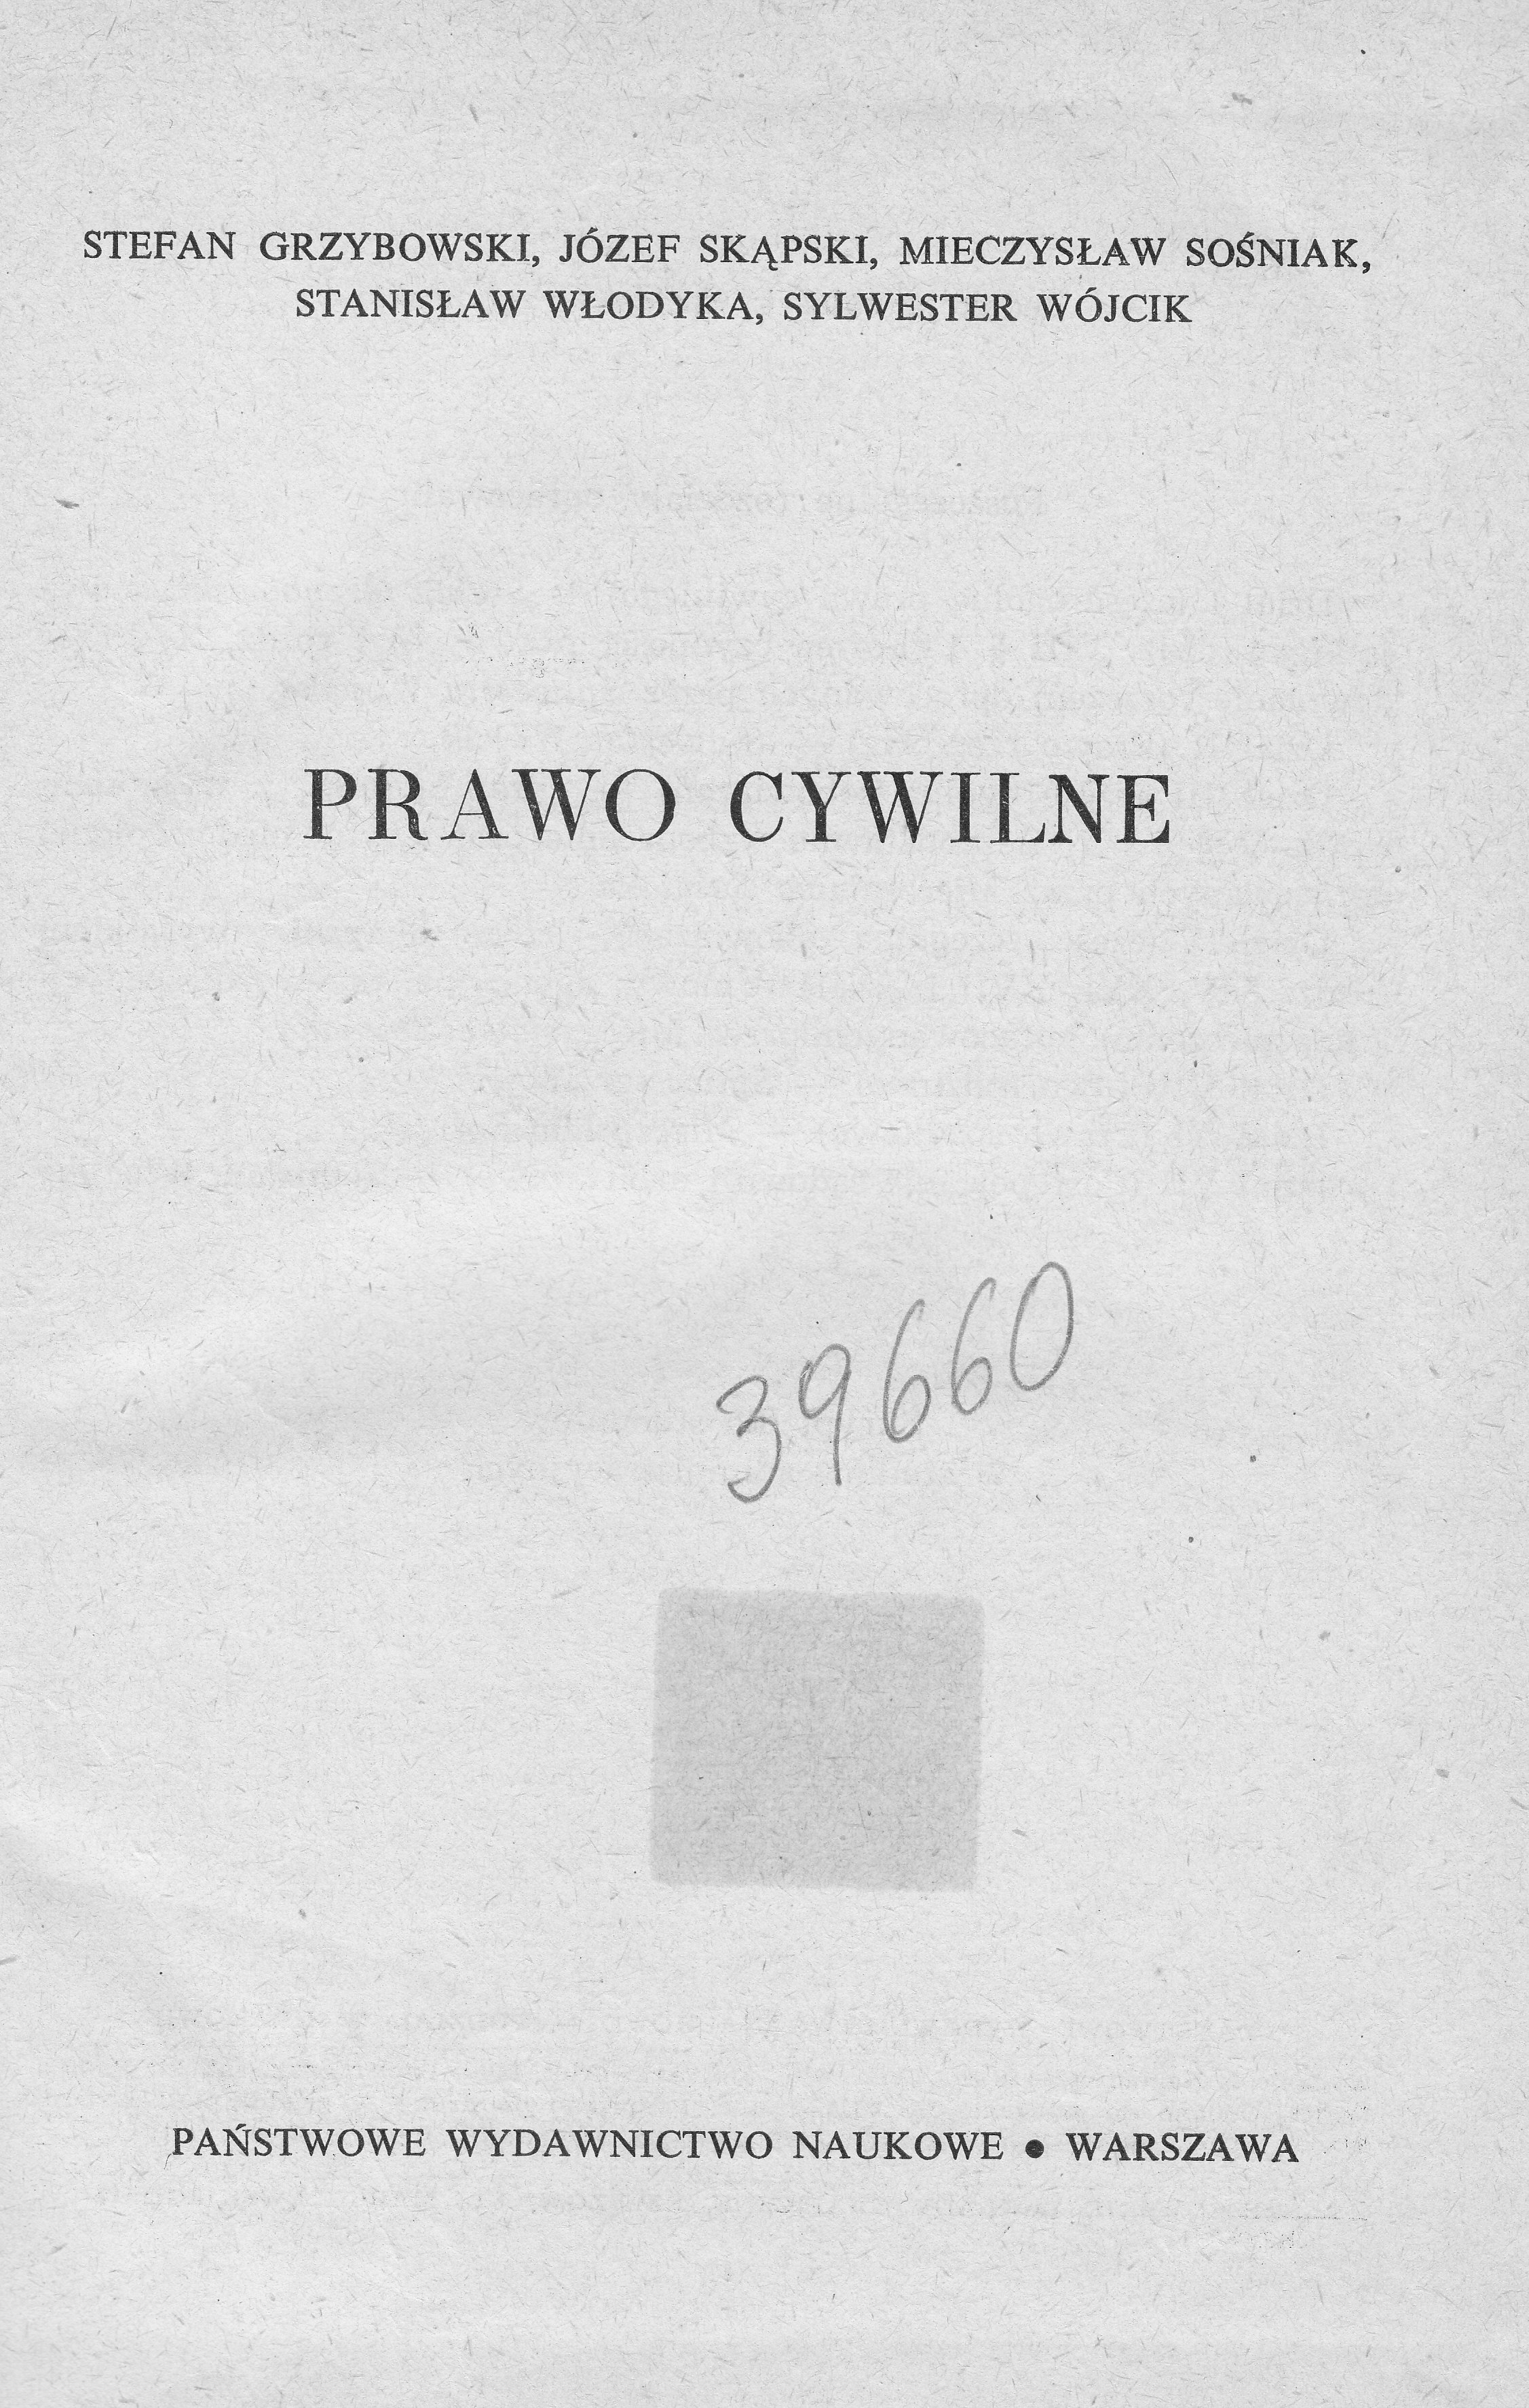 STEFAN GRZYBOWSKI, JÓZEF SKĄPSKI, MIECZYSŁAW SOŚNIAK,
STANISŁAW WŁODYKA, SYLWESTER WÓJCIK
PRAWO CYWILNE
39660
PAŃSTWOWE WYDAWNICTWO NAUKOWE ● WARSZAWA